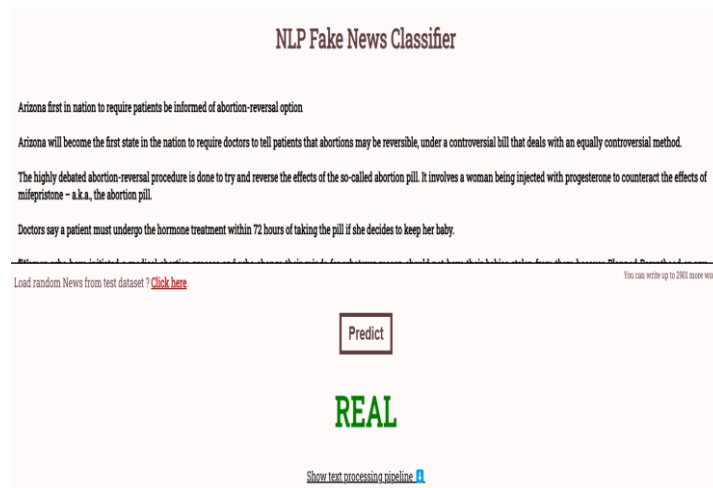 NLP Fake News Classifier
Arizona first in nation to require patients be informed of abortion-reversal option
Arizona will become the first state in the nation to require doctors to tell patients that abortions may be reversible, under a controversial bill that deals with an equally controversial method.
The highly debated abortion-reversal procedure is done to try and reverse the effects of the so-called abortion pill. It involves a woman being injected with progesterone to counteract the effects of
mifepristone – a.k.a., the abortion pill.
Doctors say a patient must undergo the hormone treatment within 72 hours of taking the pill if she decides to keep her baby.
Load random News from test dataset ? Click here
You can write up to 2901 more wo
Predict
REAL
Show text processing pipeline